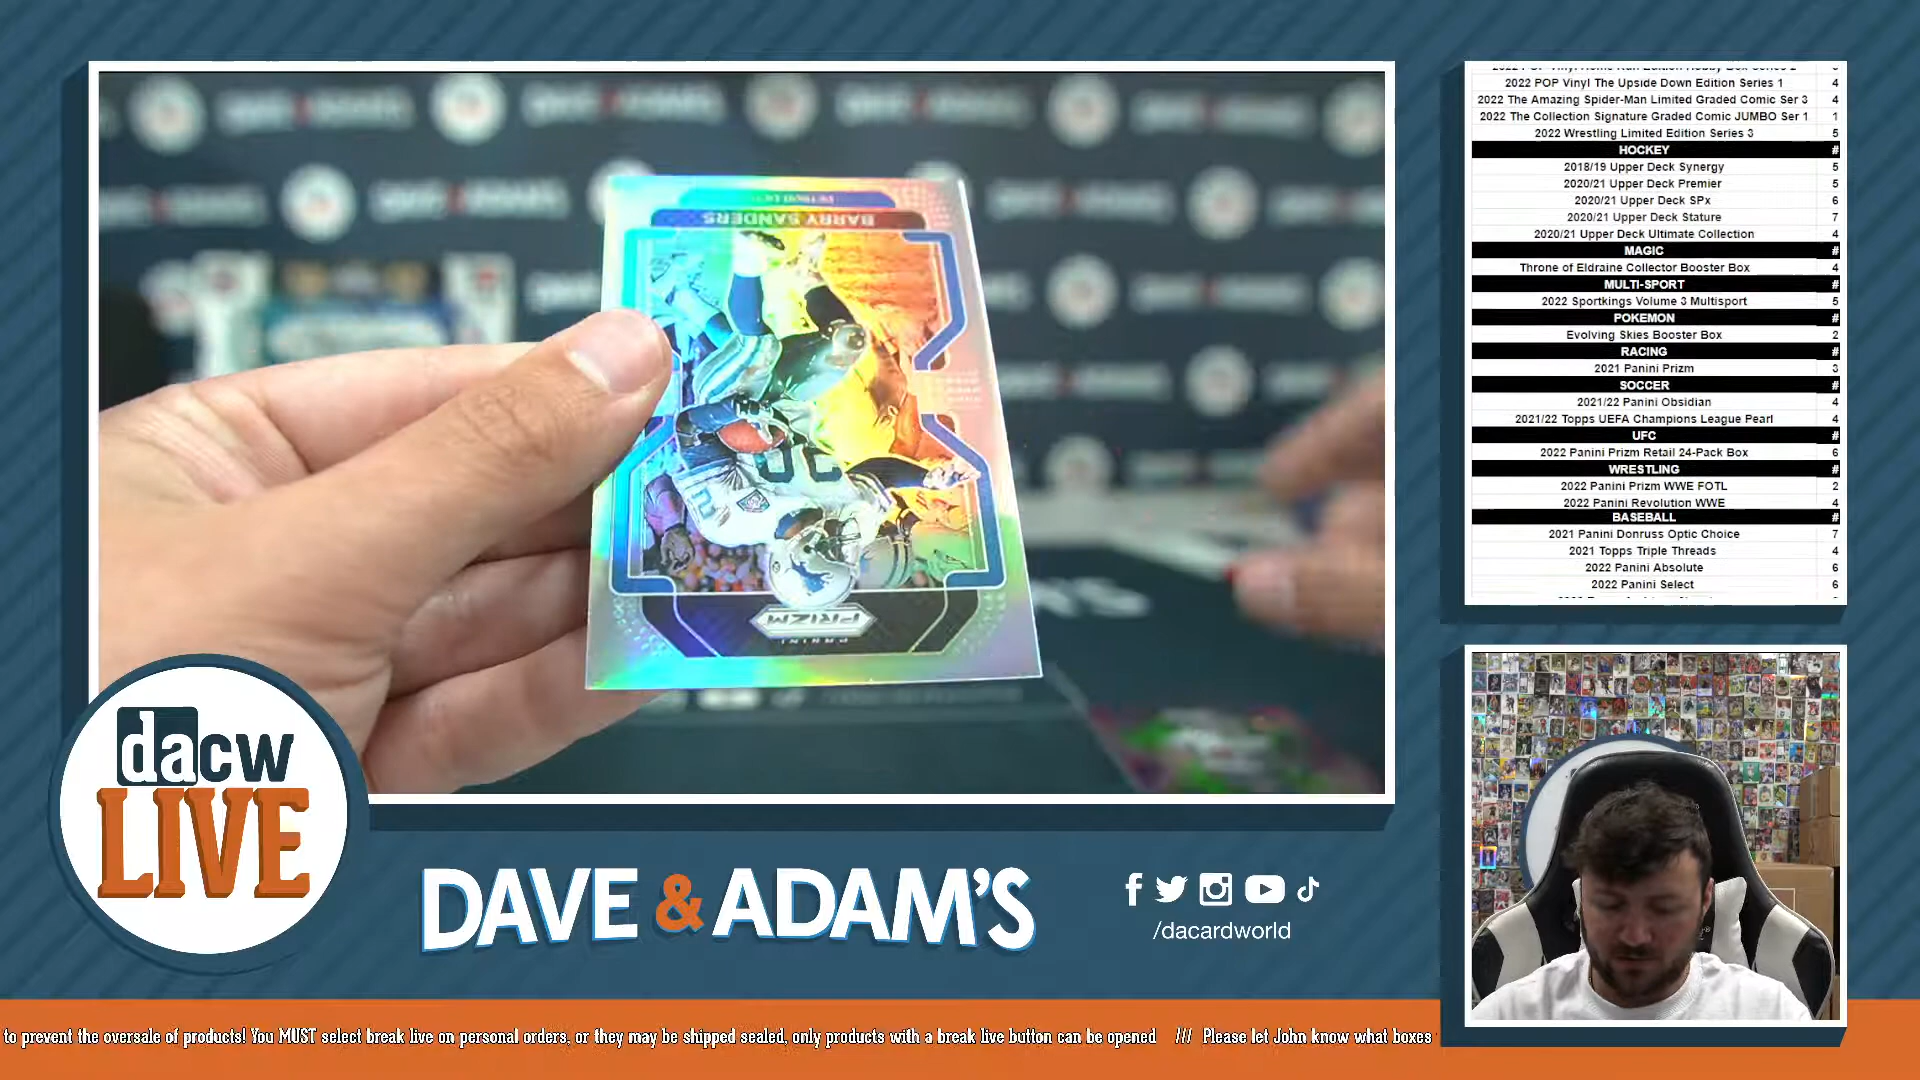 DAVE & ADAM'S
BARRY SANDERS
20
PRIZM
PANINI
dacw
LIVE
DAVE & ADAM'S
/dacardworld
2022 POP Vinyl The Upside Down Edition Series 1 4
2022 The Amazing Spider-Man Limited Graded Comic Ser 3 4
2022 The Collection Signature Graded Comic JUMBO Ser 1 1
2022 Wrestling Limited Edition Series 3 5
HOCKEY #
2018/19 Upper Deck Synergy 5
2020/21 Upper Deck Premier 5
2020/21 Upper Deck SPx 6
2020/21 Upper Deck Stature 7
2020/21 Upper Deck Ultimate Collection 4
MAGIC #
Throne of Eldraine Collector Booster Box 4
MULTI-SPORT #
2022 Sportkings Volume 3 Multisport 5
POKEMON #
Evolving Skies Booster Box 2
RACING #
2021 Panini Prizm 3
SOCCER #
2021/22 Panini Obsidian 4
2021/22 Topps UEFA Champions League Pearl 4
UFC #
2022 Panini Prizm Retail 24-Pack Box 6
WRESTLING #
2022 Panini Prizm WWE FOTL 2
2022 Panini Revolution WWE 4
BASEBALL #
2021 Panini Donruss Optic Choice 7
2021 Topps Triple Threads 4
2022 Panini Absolute 6
2022 Panini Select 6
to prevent the oversale of products! You MUST select break live on personal orders, or they may be shipped sealed, only products with a break live button can be opened /// Please let John know what boxes